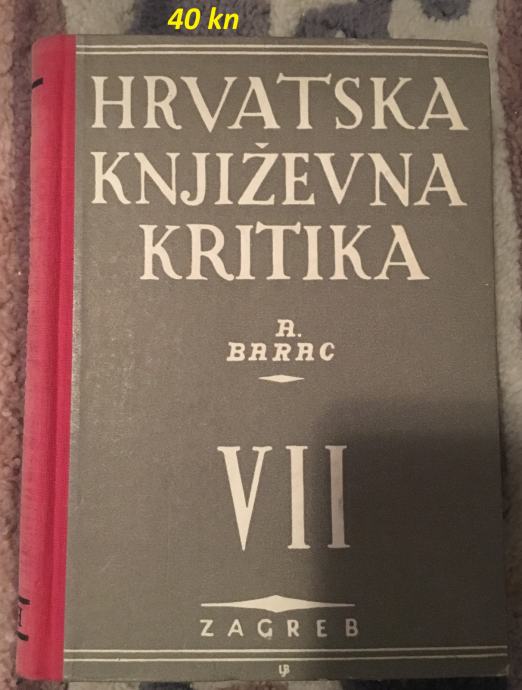 40 kn
HRVATSKA
KNJIŽEVNA
KRITIKA
A.
BARAC
VII
ZAGREB